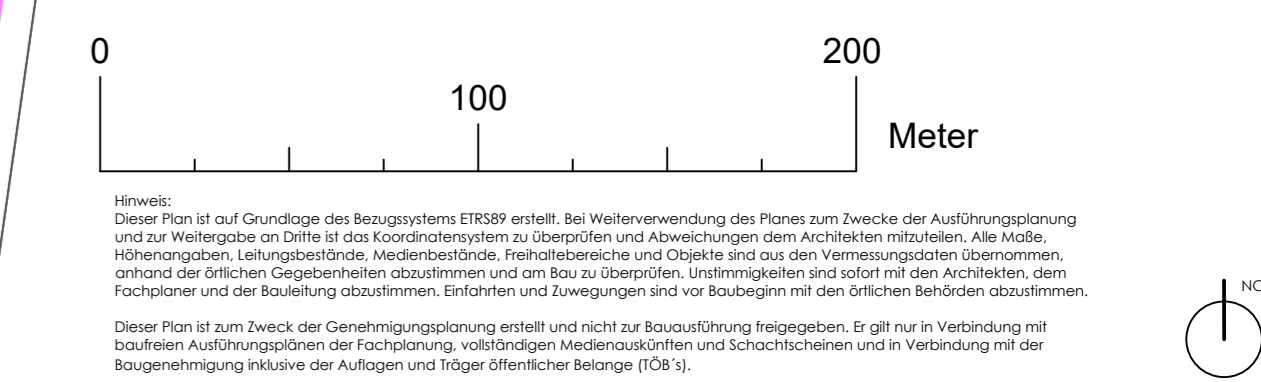 0
200
100
Meter
Hinweis:
Dieser Plan ist auf Grundlage des Bezugssystems ETRS89 erstellt. Bei Weiterverwendung des Planes zum Zwecke der Ausführungsplanung
und zur Weitergabe an Dritte ist das Koordinatensystem zu überprüfen und Abweichungen dem Architekten mitzuteilen. Alle Maße,
Höhenangaben, Leitungsbestände, Medienbestände, Freihaltebereiche und Objekte sind aus den Vermessungsdaten übernommen,
anhand der örtlichen Gegebenheiten abzustimmen und am Bau zu überprüfen. Unstimmigkeiten sind sofort mit den Architekten, dem
Fachplaner und der Bauleitung abzustimmen. Einfahrten und Zuwegungen sind vor Baubeginn mit den örtlichen Behörden abzustimmen.
Dieser Plan ist zum Zweck der Genehmigungsplanung erstellt und nicht zur Bauausführung freigegeben. Er gilt nur in Verbindung mit
baufreien Ausführungsplänen der Fachplanung, vollständigen Medienauskünften und Schachtscheinen und in Verbindung mit der
Baugenehmigung inklusive der Auflagen und Träger öffentlicher Belange (TÖB´s).